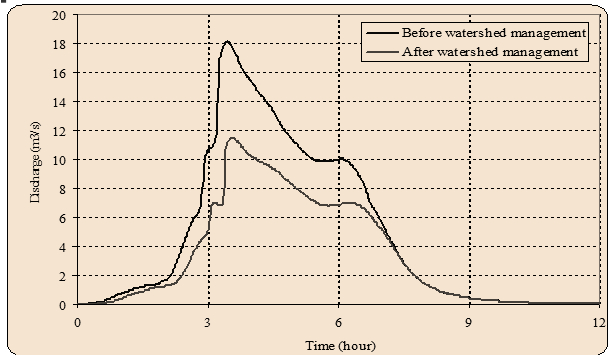 20
18
16
14
12
10
8
6
4
2
0
Discharge (m3/s)
Before watershed management
After watershed management
0 3 6 9 12
Time (hour)